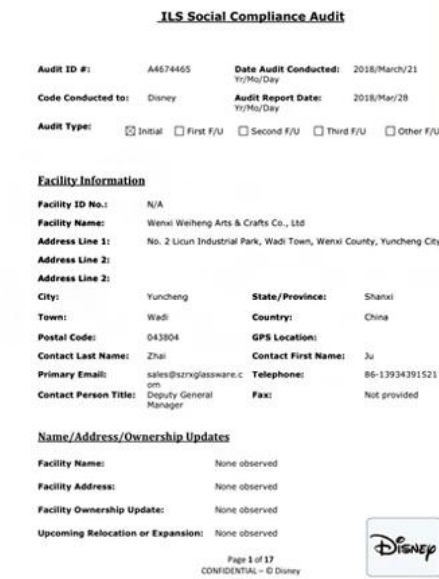 ILS Social Compliance Audit
Audit ID #: A4674465 Date Audit Conducted: 2018/March/21
Yr/Mo/Day
Code Conducted to: Disney Audit Report Date: 2018/Mar/28
Yr/Mo/Day
Audit Type: ☒ Initial ☐ First F/U ☐ Second F/U ☐ Third F/U ☐ Other F/U
Facility Information
Facility ID No.: N/A
Facility Name: Wenxi Weiheng Arts & Crafts Co., Ltd
Address Line 1: No. 2 Licun Industrial Park, Wadi Town, Wenxi County, Yuncheng City
Address Line 2:
Address Line 2:
City: Yuncheng State/Province: Shanxi
Town: Wadi Country: China
Postal Code: 043804 GPS Location:
Contact Last Name: Zhai Contact First Name: Ju
Primary Email: sales@szrxglassware.c Telephone: 86-13934391521
om
Contact Person Title: Deputy General Fax: Not provided
Manager
Name/Address/Ownership Updates
Facility Name: None observed
Facility Address: None observed
Facility Ownership Update: None observed
Upcoming Relocation or Expansion: None observed
Page 1 of 17
CONFIDENTIAL – © Disney
Disney